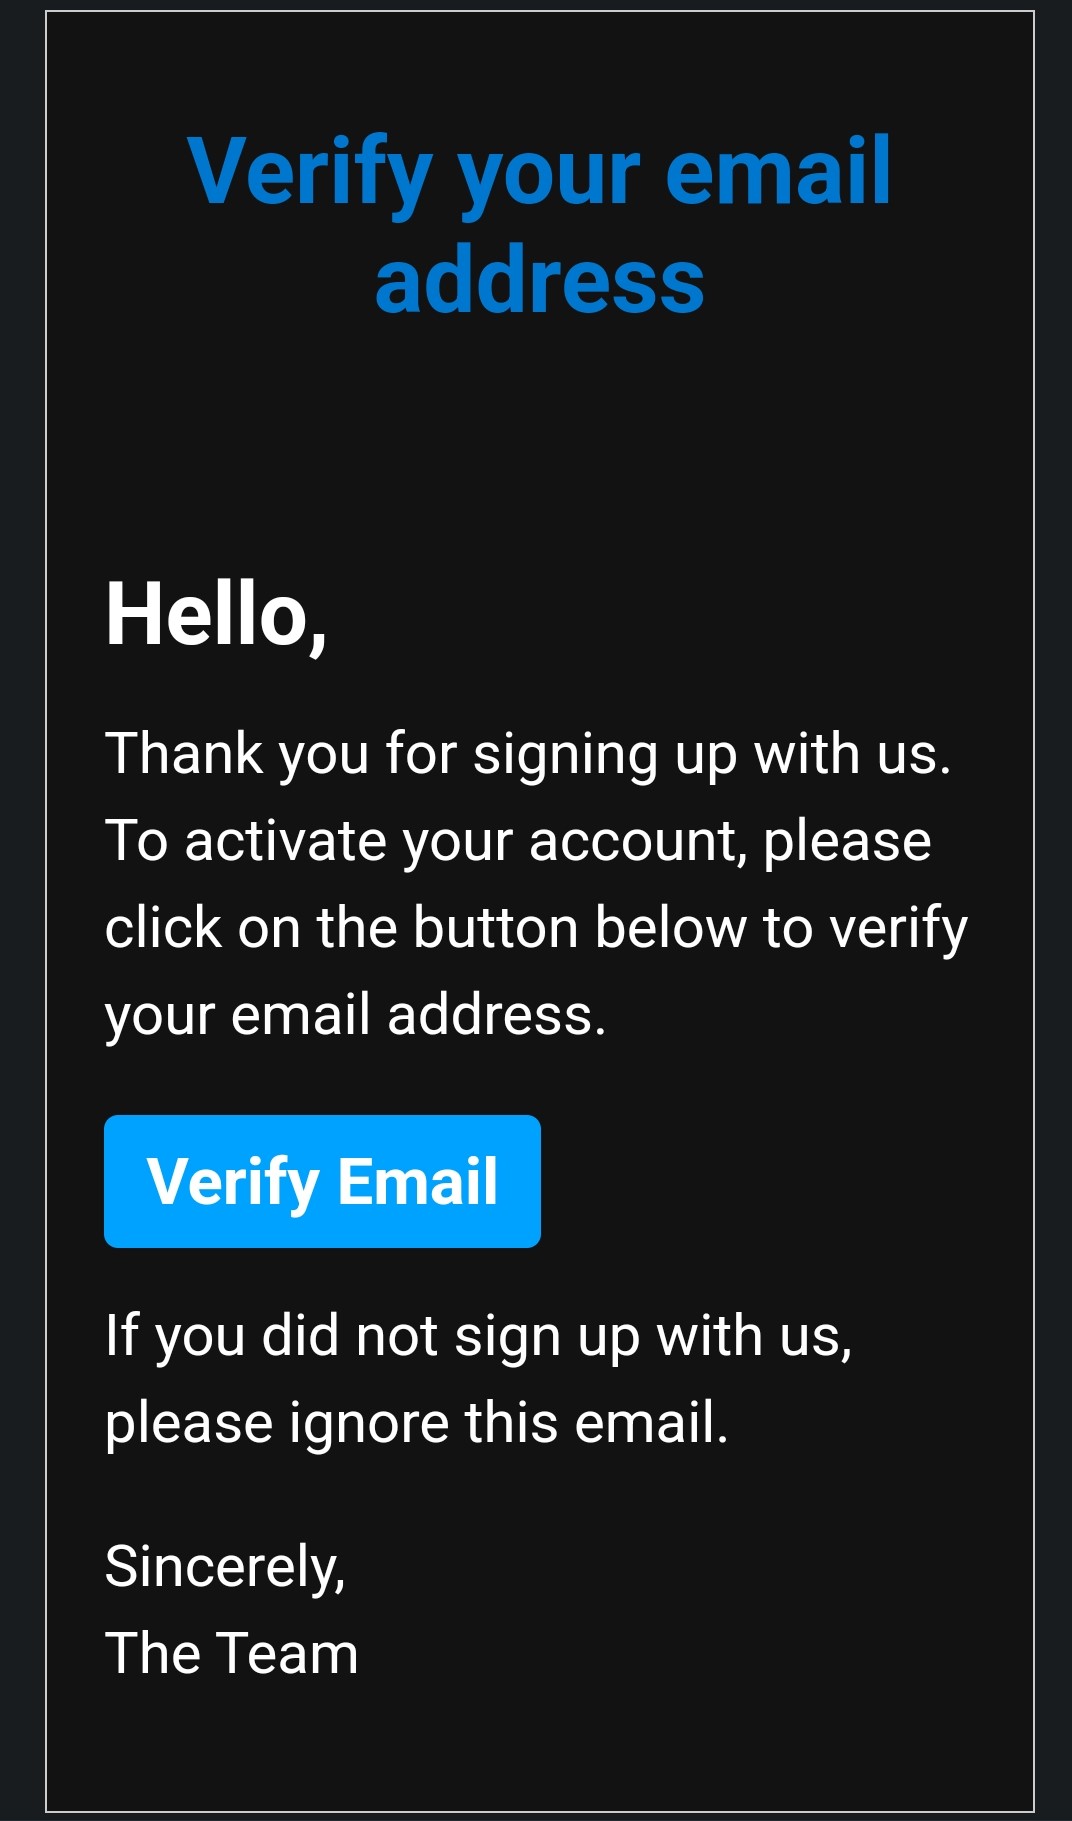 Verify your email
address
Hello,
Thank you for signing up with us.
To activate your account, please
click on the button below to verify
your email address.
Verify Email
If you did not sign up with us,
please ignore this email.
Sincerely,
The Team